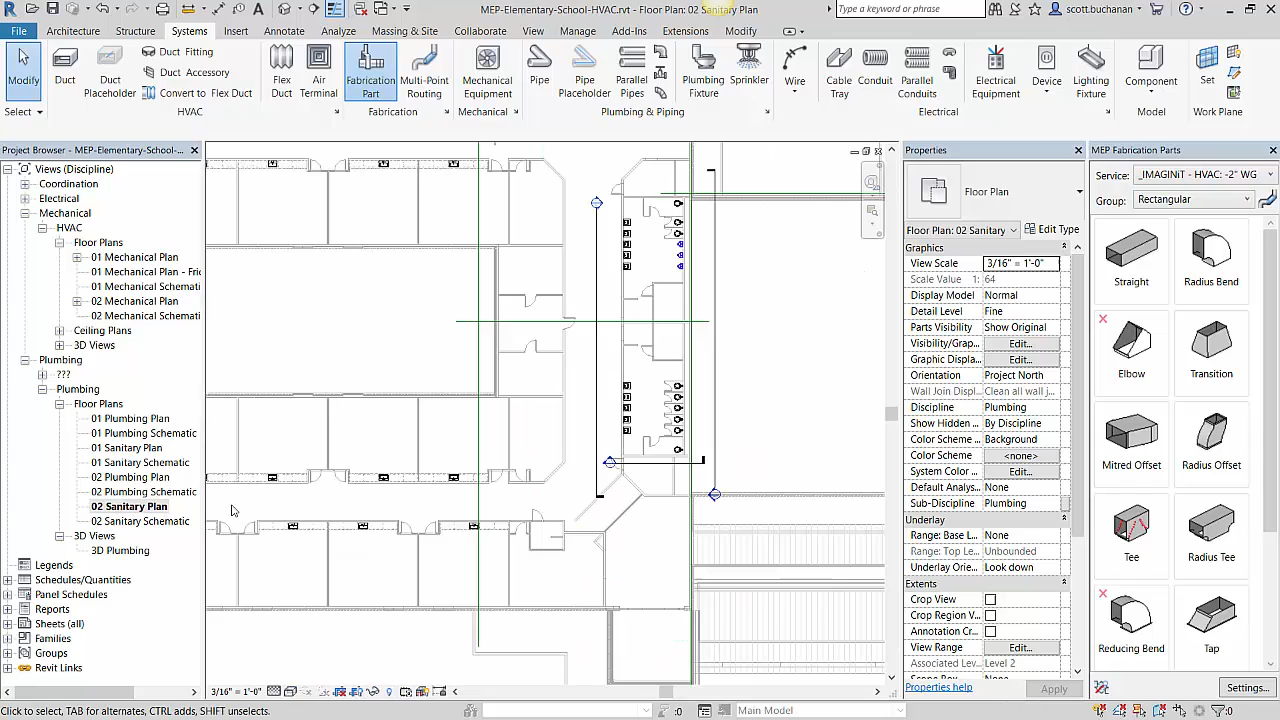 MEP-Elementary-School-HVAC.rvt - Floor Plan: 02 Sanitary Plan
Type a keyword or phrase
scott.buchanan
File Architecture Structure Systems Insert Annotate Analyze Massing & Site Collaborate View Manage Add-Ins Extensions Modify
Modify
Duct
Duct Placeholder
Duct Fitting
Duct Accessory
Convert to Flex Duct
Flex Duct
Air Terminal
Fabrication Part
Multi-Point Routing
Mechanical Equipment
Pipe
Pipe Placeholder
Parallel Pipes
Plumbing Fixture
Sprinkler
Wire
Cable Tray
Conduit
Parallel Conduits
Electrical Equipment
Device
Lighting Fixture
Component
Set
Select
HVAC
Fabrication
Mechanical
Plumbing & Piping
Electrical
Model
Work Plane
Project Browser - MEP-Elementary-School-...
Views (Discipline)
Coordination
Electrical
Mechanical
HVAC
Floor Plans
01 Mechanical Plan
01 Mechanical Plan - Fri
01 Mechanical Schemati
02 Mechanical Plan
02 Mechanical Schemati
Ceiling Plans
3D Views
Plumbing
???
Plumbing
Floor Plans
01 Plumbing Plan
01 Plumbing Schematic
01 Sanitary Plan
01 Sanitary Schematic
02 Plumbing Plan
02 Plumbing Schematic
02 Sanitary Plan
02 Sanitary Schematic
3D Views
3D Plumbing
Legends
Schedules/Quantities
Panel Schedules
Reports
Sheets (all)
Families
Groups
Revit Links
3/16" = 1'-0"
Properties
Floor Plan
Floor Plan: 02 Sanitary
Edit Type
Graphics
View Scale 3/16" = 1'-0"
Scale Value 1: 64
Display Model Normal
Detail Level Fine
Parts Visibility Show Original
Visibility/Grap... Edit...
Graphic Displa... Edit...
Orientation Project North
Wall Join Displ... Clean all wall j...
Discipline Plumbing
Show Hidden ... By Discipline
Color Scheme ... Background
Color Scheme <none>
System Color ... Edit...
Default Analys... None
Sub-Discipline Plumbing
Underlay
Range: Base L... None
Range: Top Le... Unbounded
Underlay Orie... Look down
Extents
Crop View
Crop Region V...
Annotation Cr...
View Range Edit...
Associated Lev... Level 2
Properties help
Apply
MEP Fabrication Parts
Service: _IMAGINiT - HVAC: -2" WG
Group: Rectangular
Straight
Radius Bend
Elbow
Transition
Mitred Offset
Radius Offset
Tee
Radius Tee
Reducing Bend
Tap
Settings...
Click to select, TAB for alternates, CTRL adds, SHIFT unselects.
:0
Main Model
:0